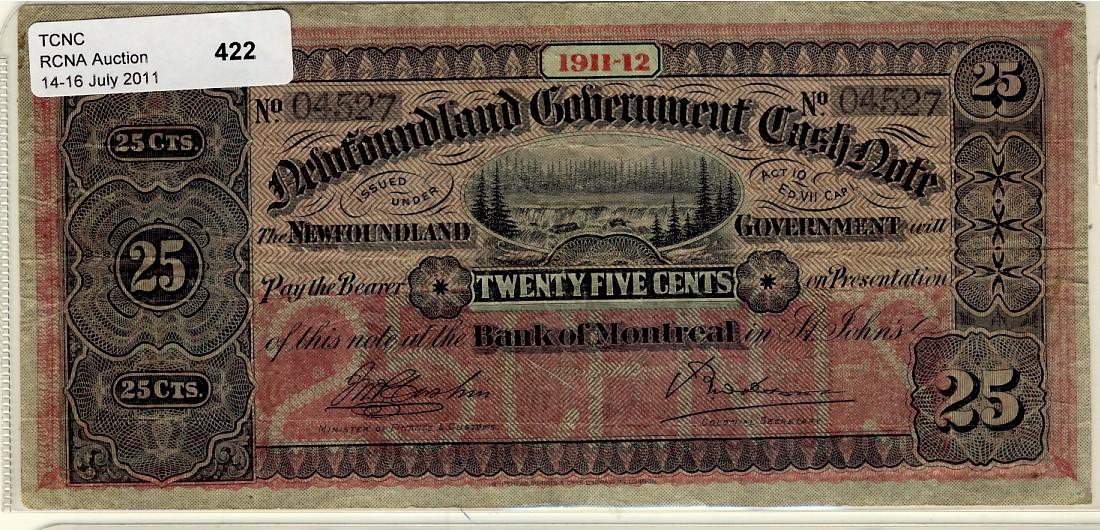 TCNC
RCNA Auction
14-16 July 2011
422
1911-12
25
No 04527
No 04527
Newfoundland Government Cash Note
25 CTS.
ISSUED UNDER
ACT 10 ED.VII CAP.
The NEWFOUNDLAND GOVERNMENT will
25
Pay the Bearer * TWENTY FIVE CENTS * on Presentation
of this note at the Bank of Montreal in St. John's
25 CTS.
25
MINISTER OF FINANCE & CUSTOMS.
COLONIAL SECRETARY